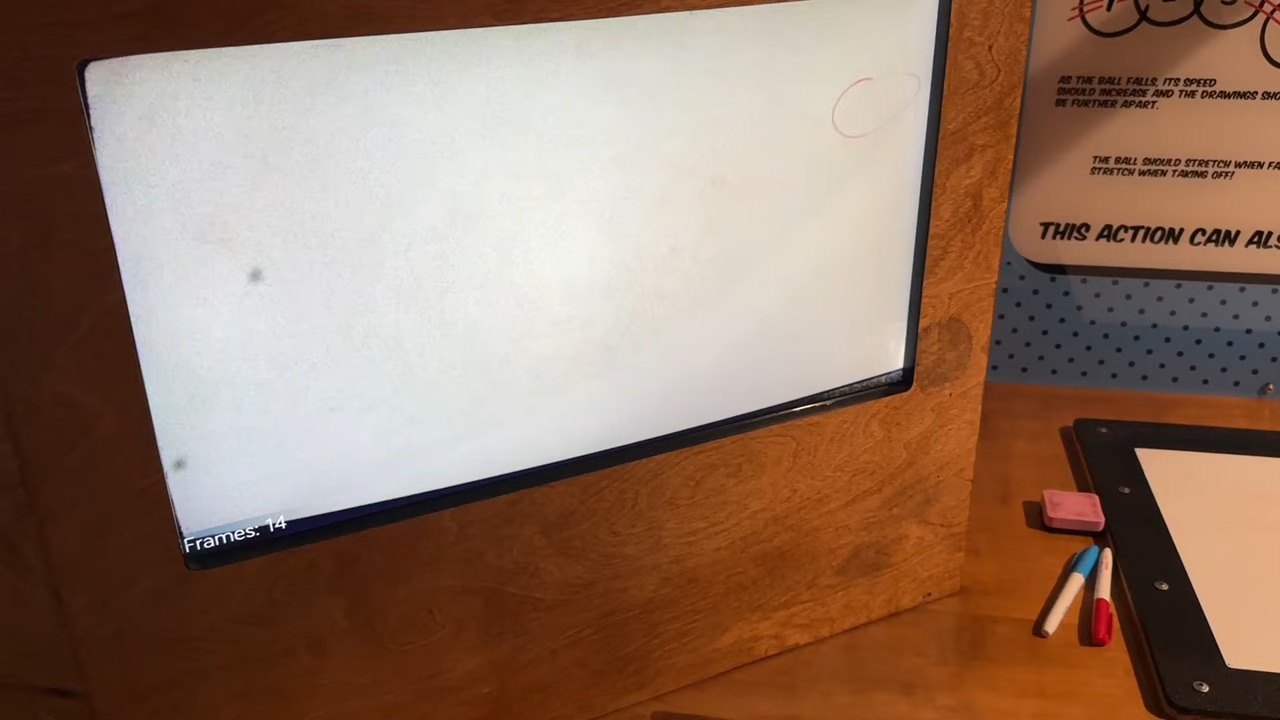 AS THE BALL FALLS, ITS SPEED
SHOULD INCREASE AND THE DRAWINGS
BE FURTHER APART.
THE BALL SHOULD STRETCH WHEN
STRETCH WHEN TAKING OFF!
THIS ACTION CAN
Frames: 14